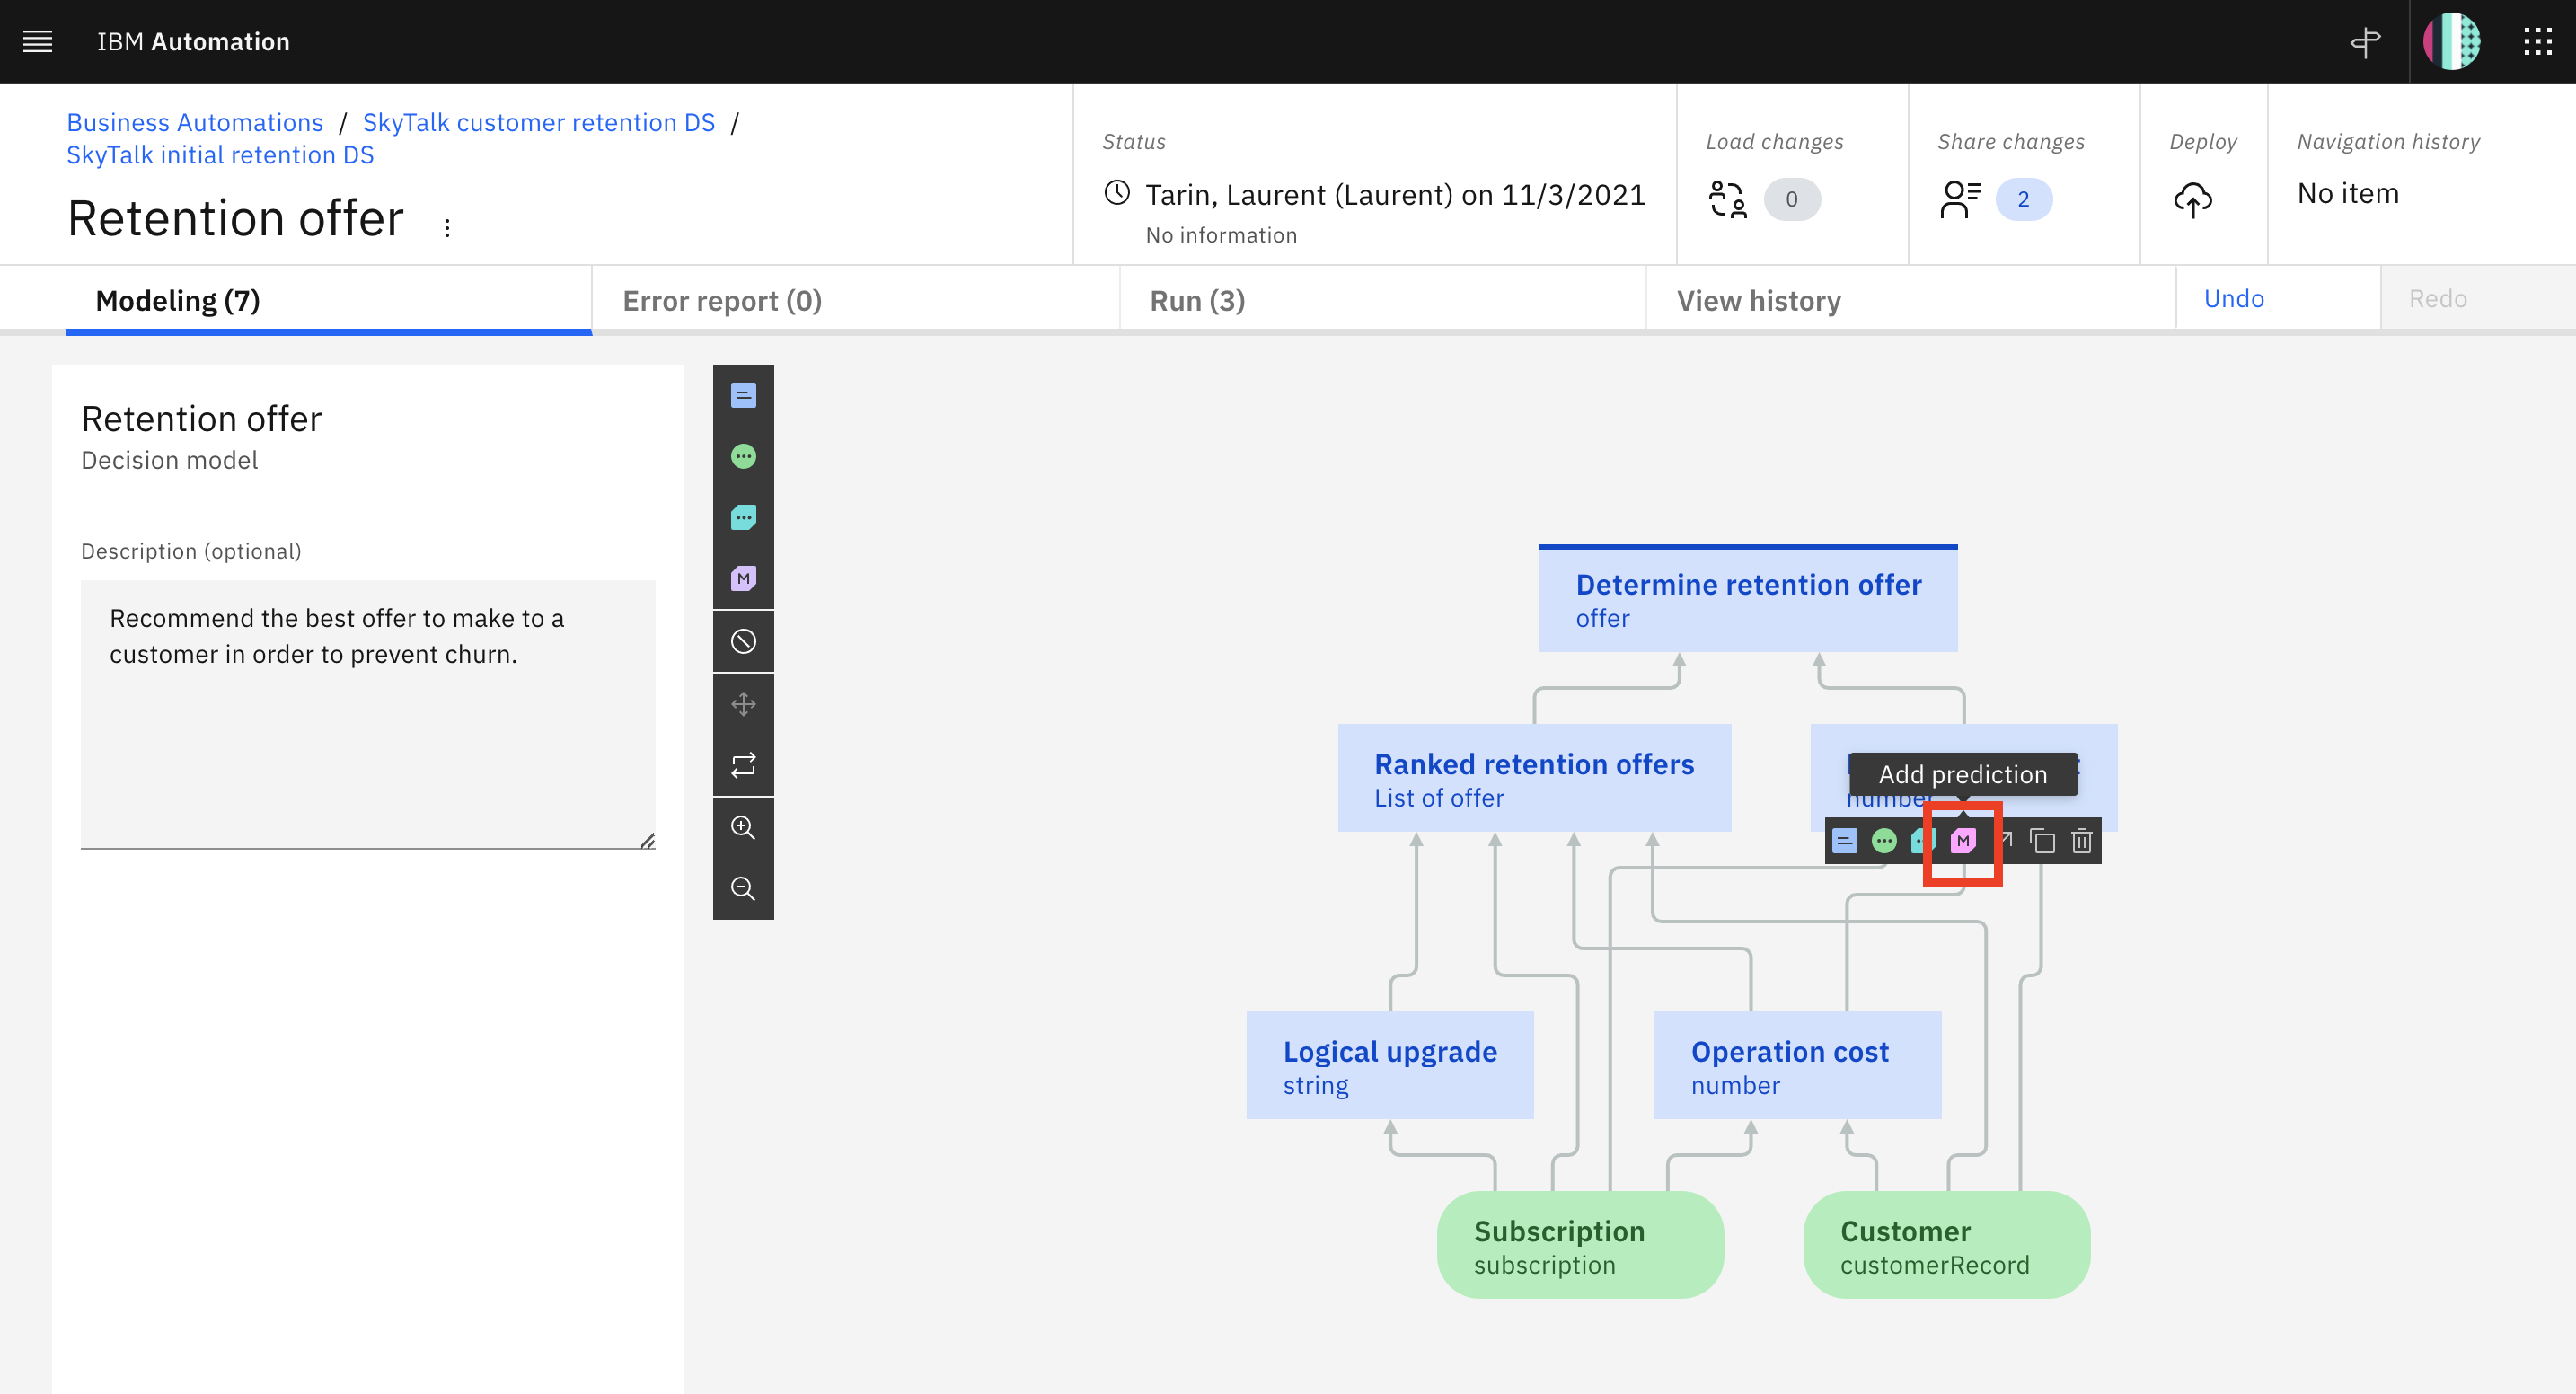 IBM Automation
Business Automations / SkyTalk customer retention DS /
SkyTalk initial retention DS
Retention offer
Status
Tarin, Laurent (Laurent) on 11/3/2021
No information
Load changes
0
Share changes
2
Deploy
Navigation history
No item
Modeling (7)
Error report (0)
Run (3)
View history
Undo
Redo
Retention offer
Decision model
Description (optional)
Recommend the best offer to make to a
customer in order to prevent churn.
M
Determine retention offer
offer
Ranked retention offers
List of offer
Add prediction
number
M
Logical upgrade
string
Operation cost
number
Subscription
subscription
Customer
customerRecord